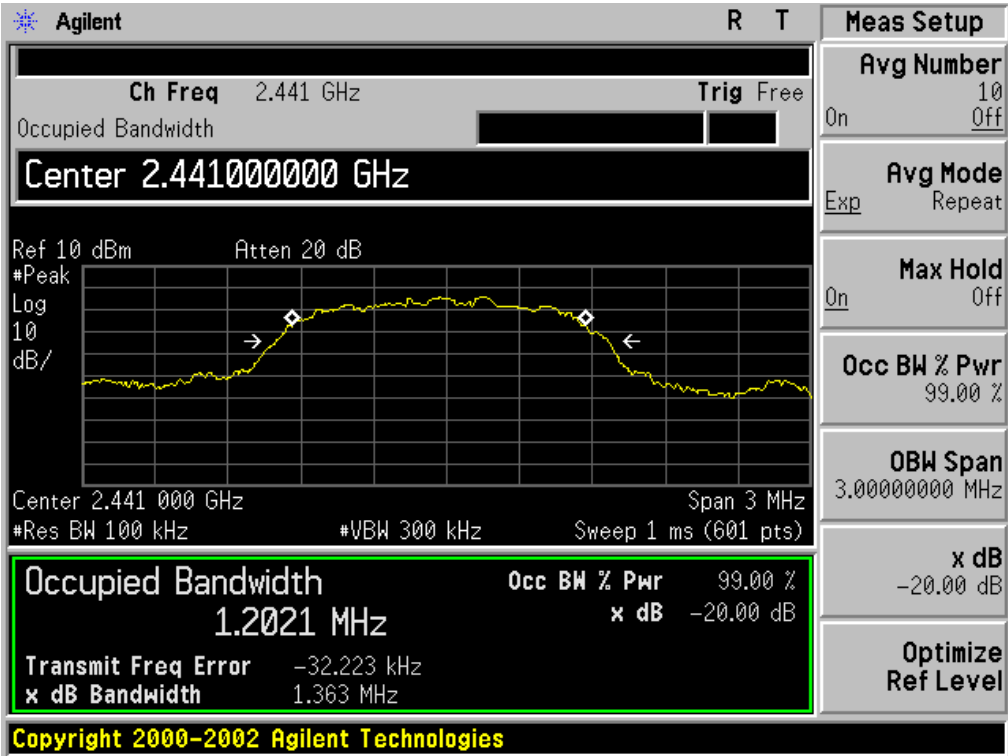 Agilent R T
Ch Freq 2.441 GHz Trig Free
Occupied Bandwidth
Center 2.441000000 GHz
Ref 10 dBm Atten 20 dB
#Peak
Log
10
dB/
Center 2.441 000 GHz Span 3 MHz
#Res BW 100 kHz #VBW 300 kHz Sweep 1 ms (601 pts)
Occupied Bandwidth Occ BW % Pwr 99.00 %
1.2021 MHz x dB -20.00 dB
Transmit Freq Error -32.223 kHz
x dB Bandwidth 1.363 MHz
Copyright 2000-2002 Agilent Technologies
Meas Setup
Avg Number
10
On Off
Avg Mode
Exp Repeat
Max Hold
On Off
Occ BW % Pwr
99.00 %
OBW Span
3.00000000 MHz
x dB
-20.00 dB
Optimize
Ref Level